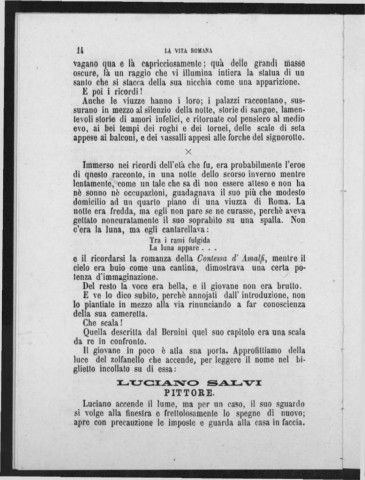 14 LA VITA ROMANA
vagano qua e là capricciosamente; quà delle grandi masse
oscure, là un raggio che vi illumina intiera la statua di un
santo che si stacca della sua nicchia come una apparizione.
E poi i ricordi!
Anche le viuzze hanno i loro; i palazzi raccontano, sus-
surano in mezzo al silenzio della notte, storie di sangue, lamen-
tevoli storie di amori infelici, e ritornate col pensiero al medio
evo, ai bei tempi dei roghi e dei tornei, delle scale di seta
appese ai balconi, e dei vassalli appesi alle forche del signorotto.
×
Immerso nei ricordi dell'età che fu, era probabilmente l'eroe
di questo racconto, in una notte dello scorso inverno mentre
lentamente, come un tale che sa di non essere atteso e non ha
nè sonno nè occupazioni, guadagnava il suo più che modesto
domicilio ad un quarto piano di una viuzza di Roma. La
notte era fredda, ma egli non pare se ne curasse, perchè aveva
gettato noncuratamente il suo soprabito su una spalla. Non
c'era la luna, ma egli cantarellava:
Tra i rami fulgida
La luna appare . . .
e il ricordarsi la romanza della Contessa d' Amalfi, mentre il
cielo era buio come una cantina, dimostrava una certa po-
tenza d'immaginazione.
Del resto la voce era bella, e il giovane non era brutto.
E ve lo dico subito, perchè annojati dall' introduzione, non
lo piantiate in mezzo alla via rinunciando a far conoscienza
della sua cameretta.
Che scala!
Quella descritta dal Bernini quel suo capitolo era una scala
da re in confronto.
Il giovane in poco è alla sna porta. Approfittiamo della
luce del zolfanello che accende, per leggere il nome nel bi-
glietto incollato su di essa:
LUCIANO SALVI
PITTORE.
Luciano accende il lume, ma per un caso, il suo sguardo
si volge alla finestra e frettolosamente lo spegne di nuovo;
apre con precauzione le imposte e guarda alla casa in faccia.